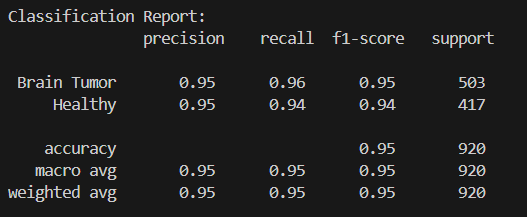 Classification Report:
precision recall f1-score support
Brain Tumor 0.95 0.96 0.95 503
Healthy 0.95 0.94 0.94 417
accuracy 0.95 920
macro avg 0.95 0.95 0.95 920
weighted avg 0.95 0.95 0.95 920